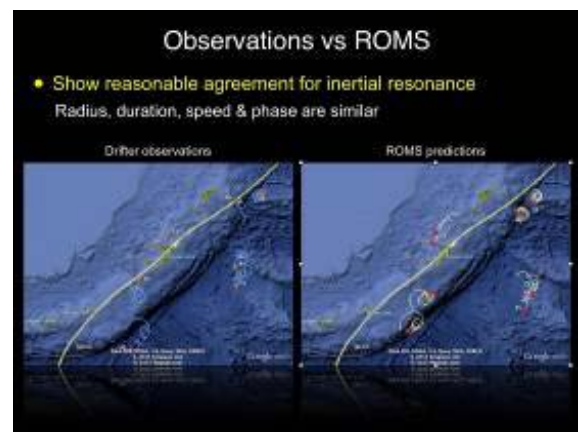 Observations vs ROMS
Show reasonable agreement for inertial resonance
Radius, duration, speed & phase are similar
Drifter observations
ROMS predictions